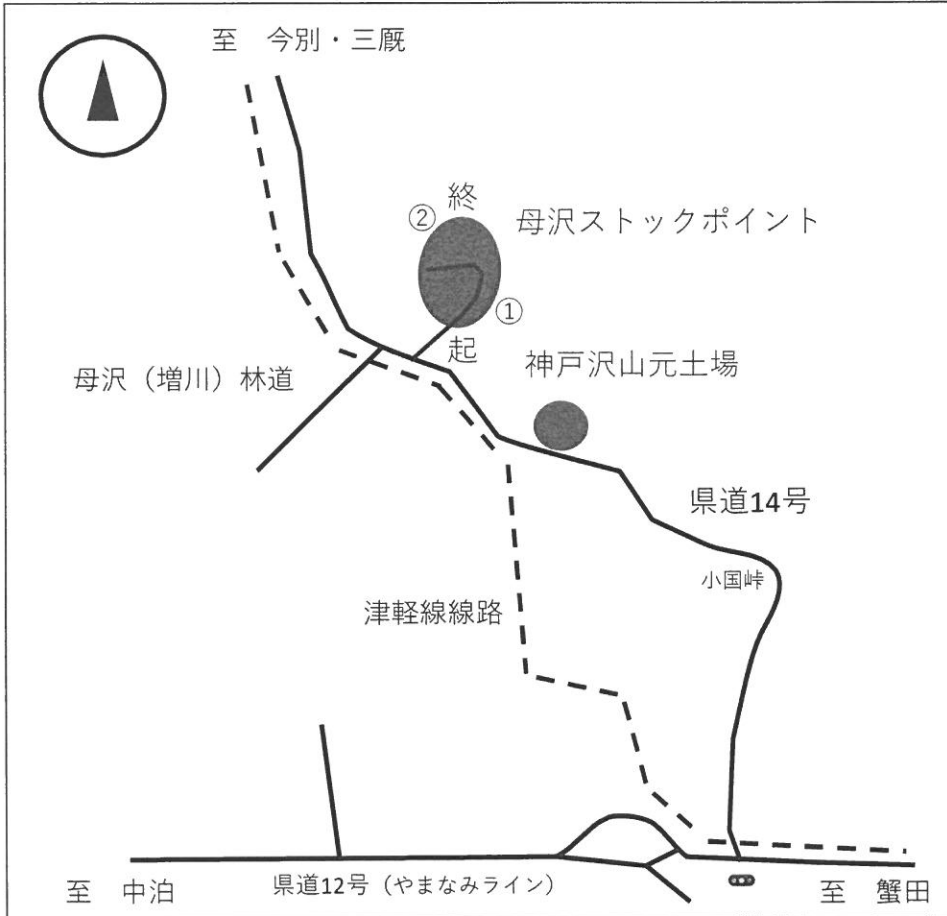 至　今別・三厩
終
② 母沢ストックポイント
①
起
神戸沢山元土場
母沢（増川）林道
県道14号
小国峠
津軽線線路
至　中泊
県道12号（やまなみライン）
至　蟹田